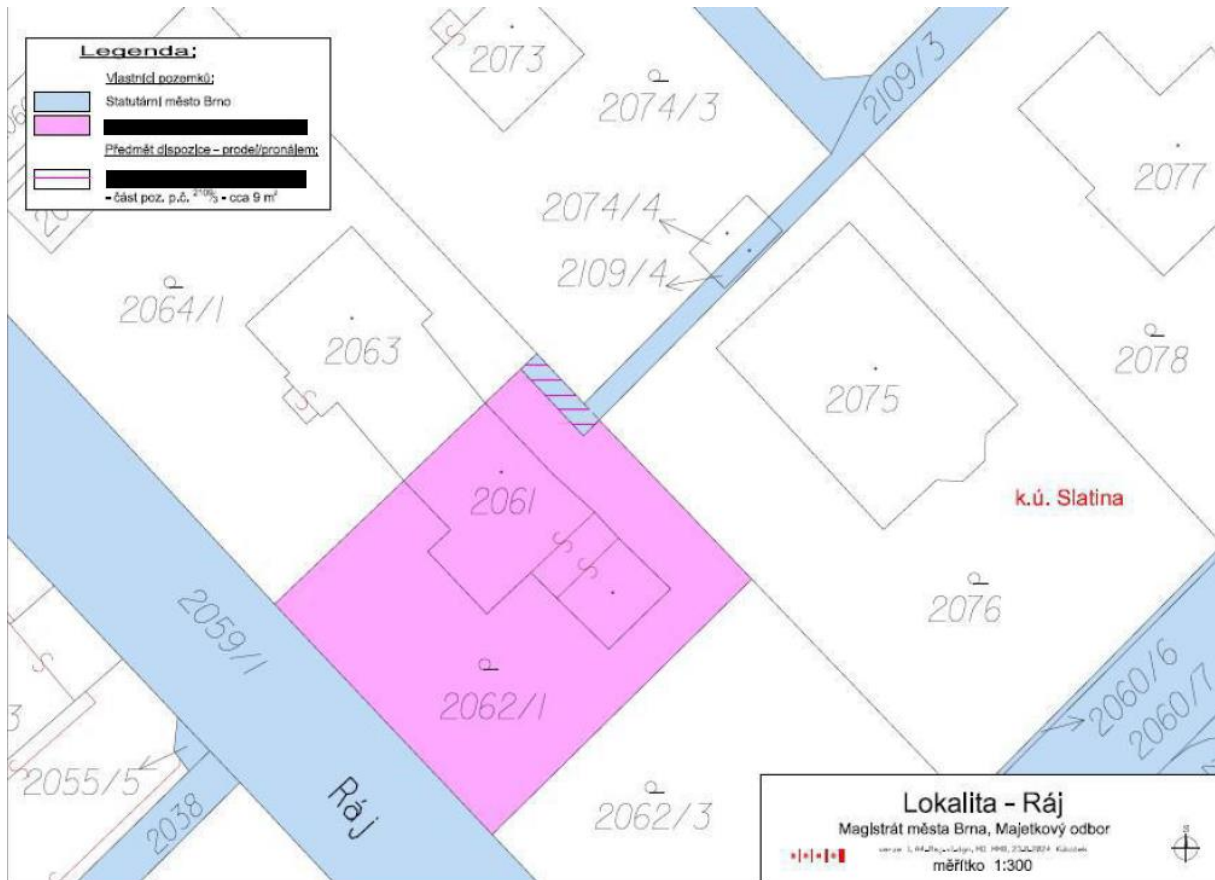 Legenda:
Vlastníci pozemků:
Statutární město Brno
Předmět dispozice - prodej/pronájem:
- část poz. p.č. 2109/3 - cca 9 m²
2073
S
2074/3
2109/3
2077
2074/4
2109/4
2064/1
2063
S
2078
2075
2061
k.ú. Slatina
S
S
2076
2059/1
2062/1
2060/6
2060/7
S
2055/5
2038
Ráj
2062/3
Lokalita - Ráj
Magistrát města Brna, Majetkový odbor
měřítko 1:300